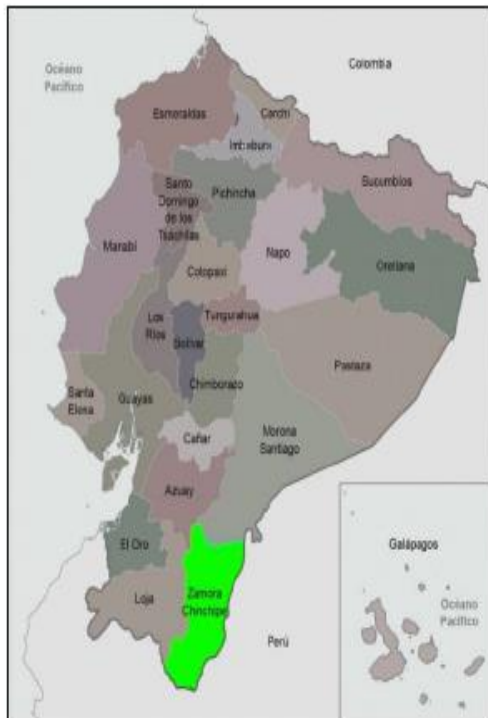 Océano
Pacífico
Colombia
Esmeraldas
Carchi
Imbabura
Sucumbíos
Santo
Domingo
de los
Tsáchilas
Pichincha
Manabí
Napo
Orellana
Cotopaxi
Los
Ríos
Bolívar
Tungurahua
Pastaza
Santa
Elena
Guayas
Chimborazo
Cañar
Morona
Santiago
Azuay
El Oro
Loja
Zamora
Chinchipe
Perú
Galápagos
Océano
Pacífico